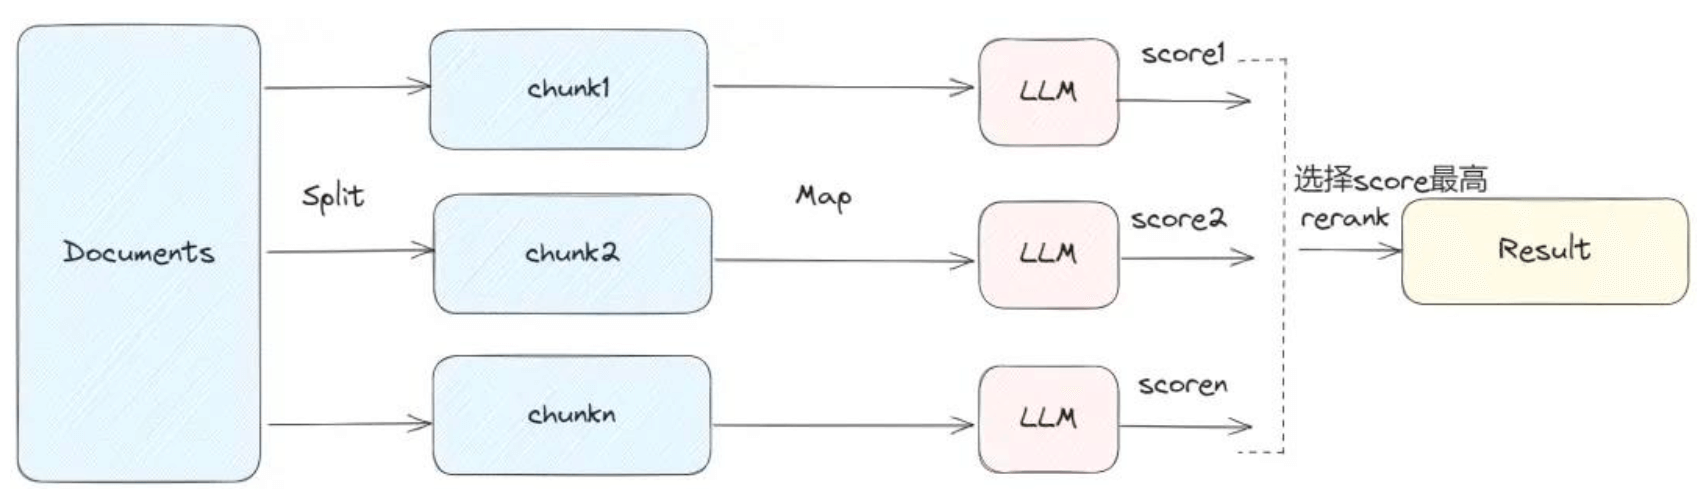 Documents
Split
chunk1
chunk2
chunkn
Map
LLM
LLM
LLM
score1
score2
scoren
选择score最高
rerank
Result